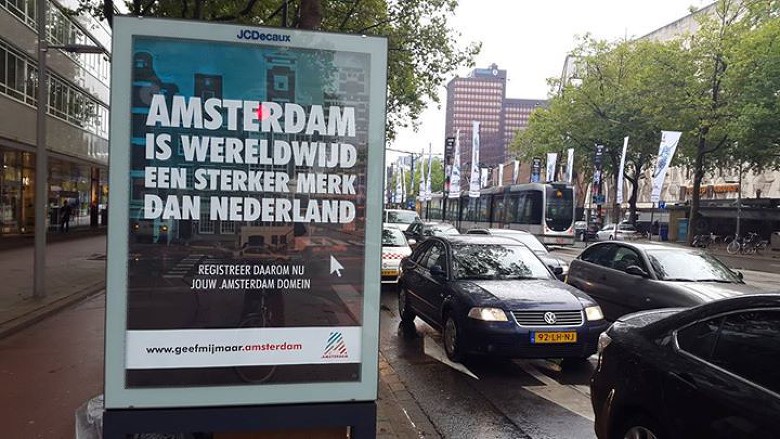 JCDecaux
AMSTERDAM
IS WERELDWIJD
EEN STERKER MERK
DAN NEDERLAND
REGISTREER DAAROM NU
JOUW .AMSTERDAM DOMEIN
www.geefmijmaar.amsterdam
AMSTERDAM
92-LH-NJ